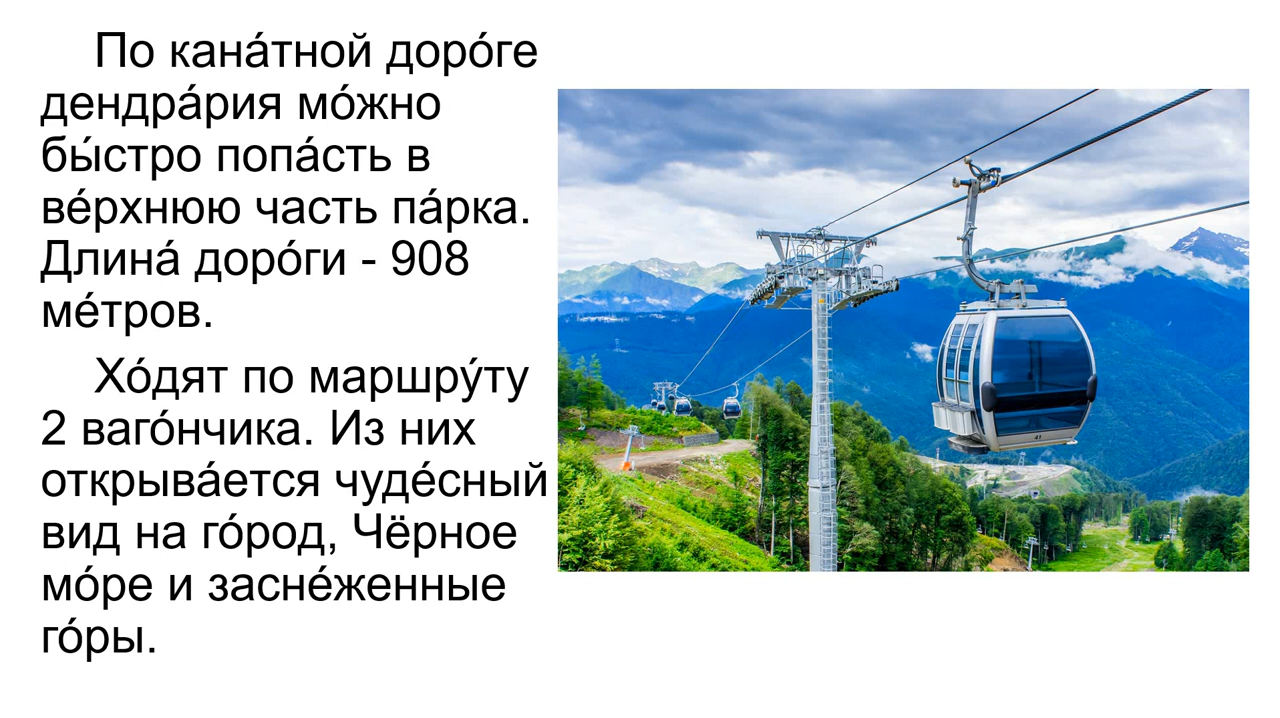 По кана́тной доро́ге
дендра́рия мо́жно
бы́стро попа́сть в
ве́рхнюю часть па́рка.
Длина́ доро́ги - 908
ме́тров.
Хо́дят по маршру́ту
2 ваго́нчика. Из них
открыва́ется чуде́сный
вид на го́род, Чёрное
мо́ре и засне́женные
го́ры.
41